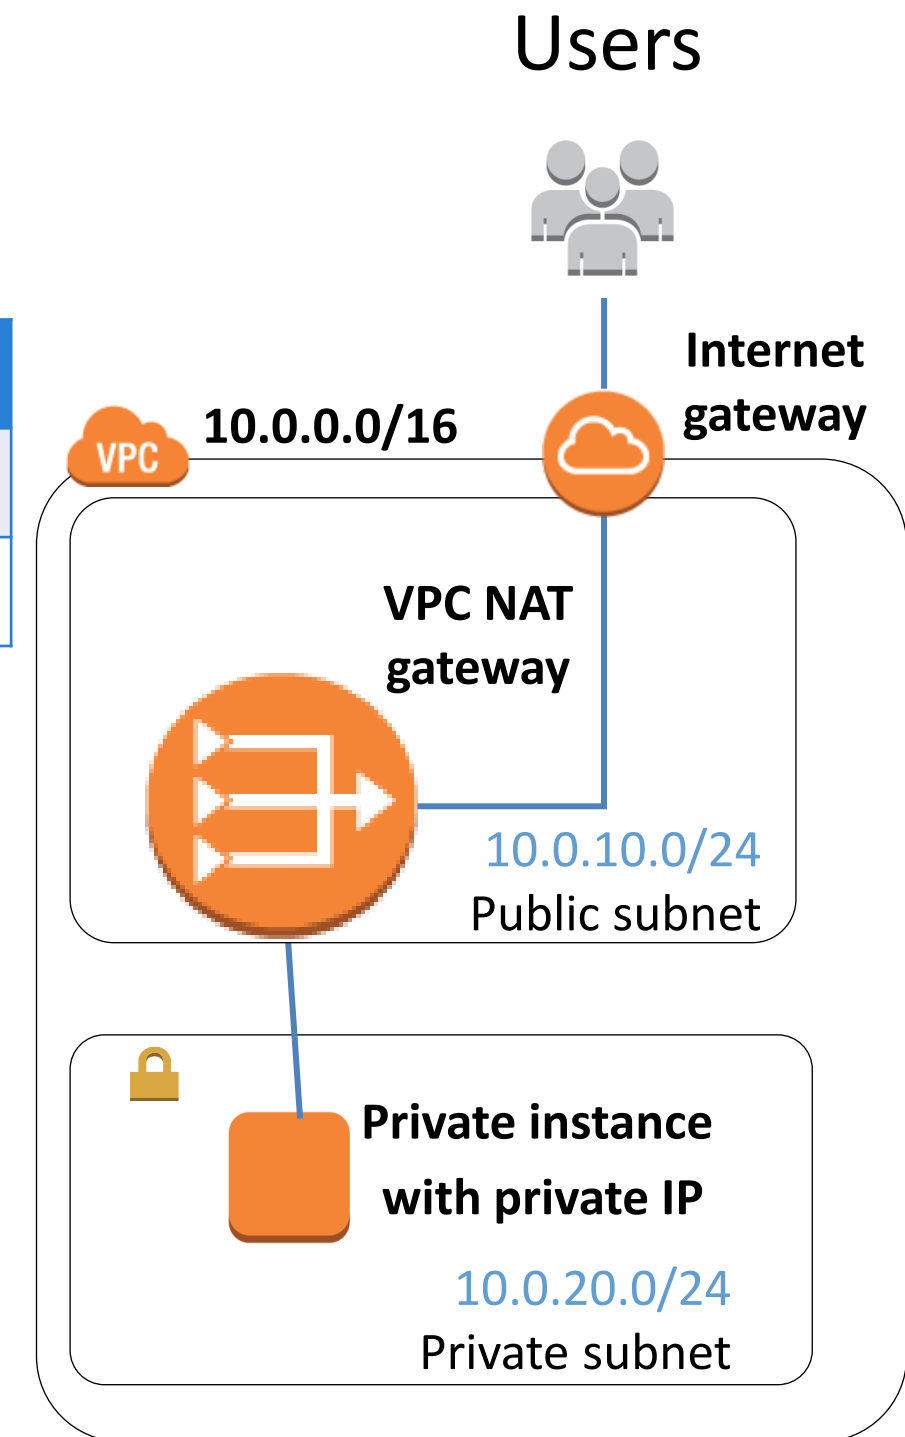 Users
Internet
gateway
VPC
10.0.0.0/16
VPC NAT
gateway
10.0.10.0/24
Public subnet
Private instance
with private IP
10.0.20.0/24
Private subnet